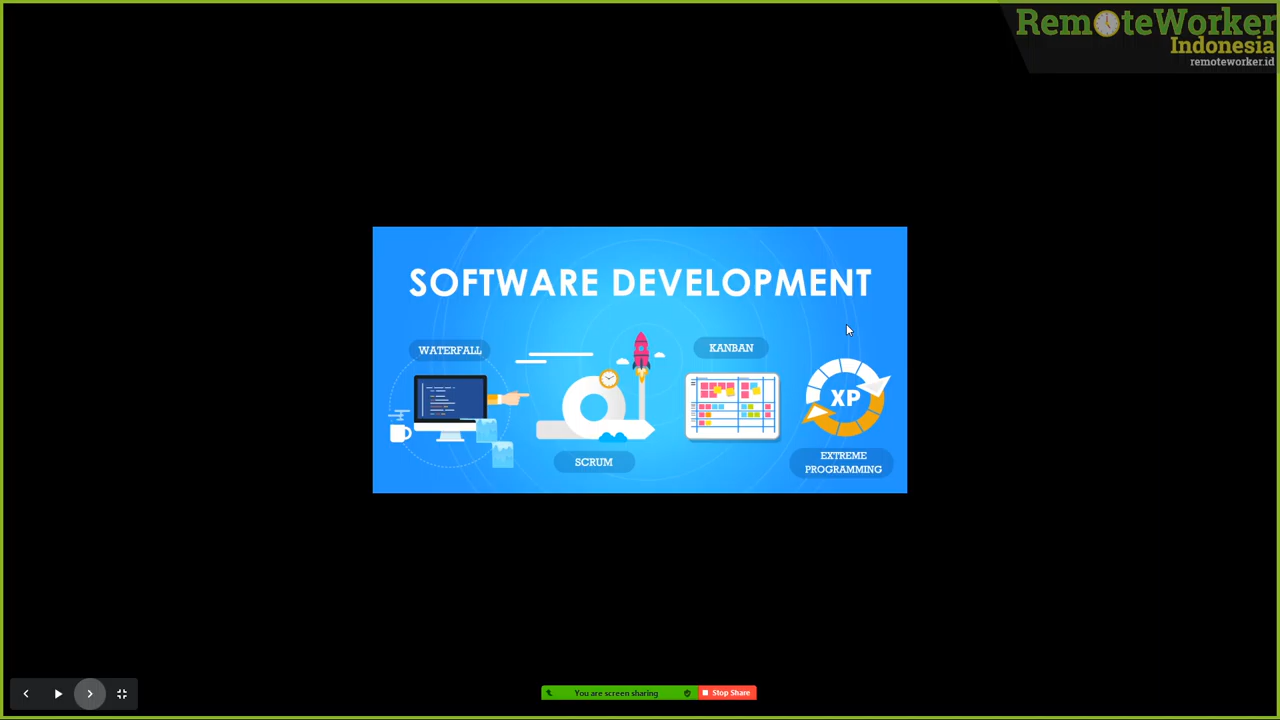 RemoteWorker
Indonesia
remoteworker.id
SOFTWARE DEVELOPMENT
WATERFALL
KANBAN
XP
SCRUM
EXTREME
PROGRAMMING
You are screen sharing
Stop Share